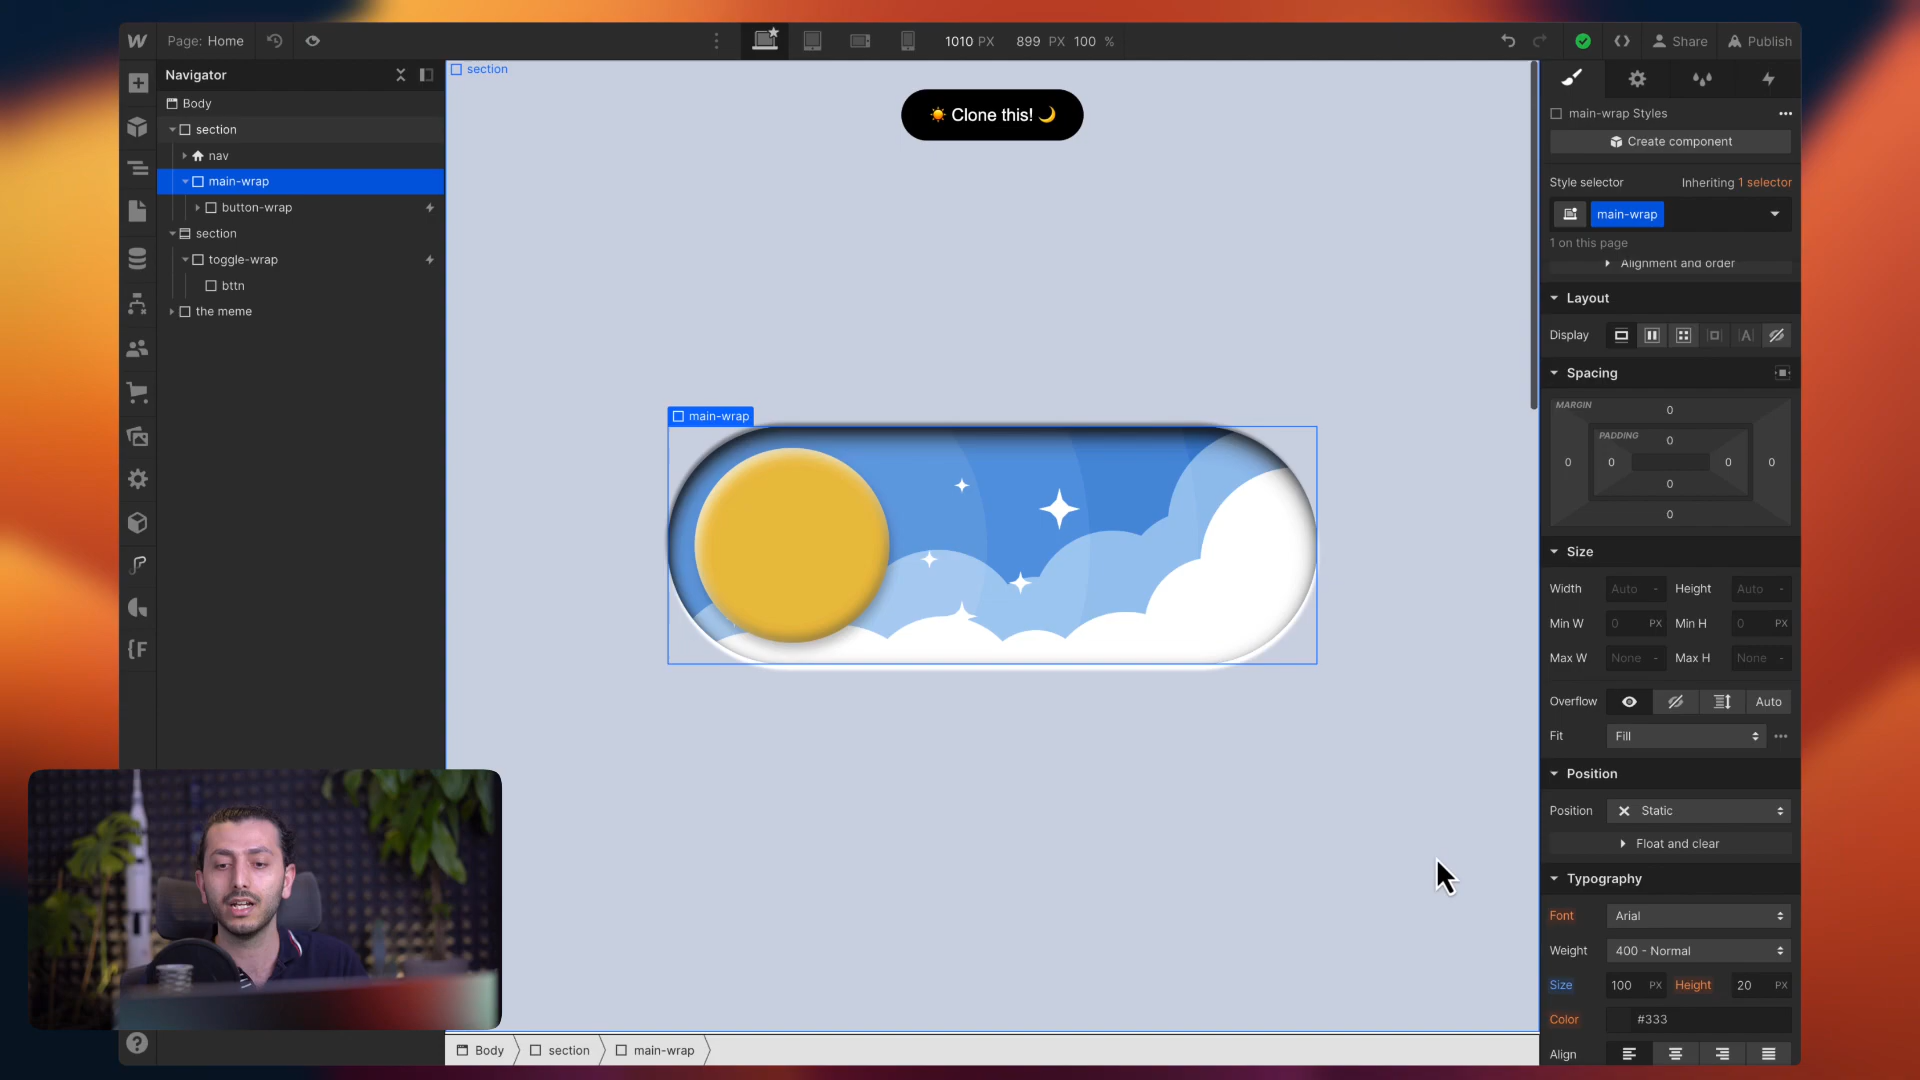 Page: Home
1010 PX 899 PX 100 %
Share
Publish
Navigator
Body
section
nav
main-wrap
button-wrap
section
toggle-wrap
bttn
the meme
section
☀️ Clone this! 🌙
main-wrap
main-wrap Styles
Create component
Style selector
Inheriting 1 selector
main-wrap
1 on this page
Alignment and order
Layout
Display
Spacing
MARGIN
0
PADDING
0
0 0 0 0
0
0
Size
Width Auto - Height Auto -
Min W 0 PX Min H 0 PX
Max W None - Max H None -
Overflow Auto
Fit Fill
Position
Position Static
Float and clear
Typography
Font Arial
Weight 400 - Normal
Size 100 PX Height 20 PX
Color #333
Align
Body section main-wrap